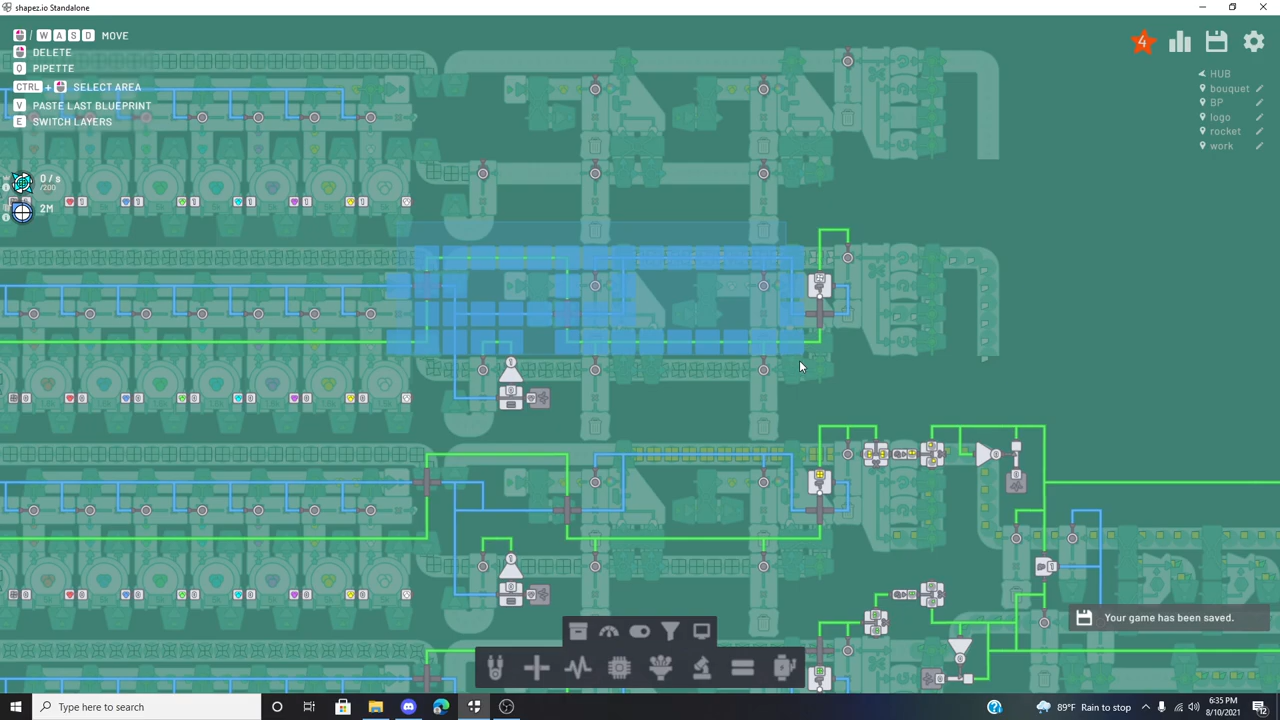 shapez.io Standalone
W A S D MOVE
DELETE
Q PIPETTE
CTRL + SELECT AREA
V PASTE LAST BLUEPRINT
E SWITCH LAYERS
4
HUB
bouquet
BP
logo
rocket
work
0 / s
/200
2M
Your game has been saved.
Type here to search
89°F Rain to stop
6:35 PM
8/10/2021
12